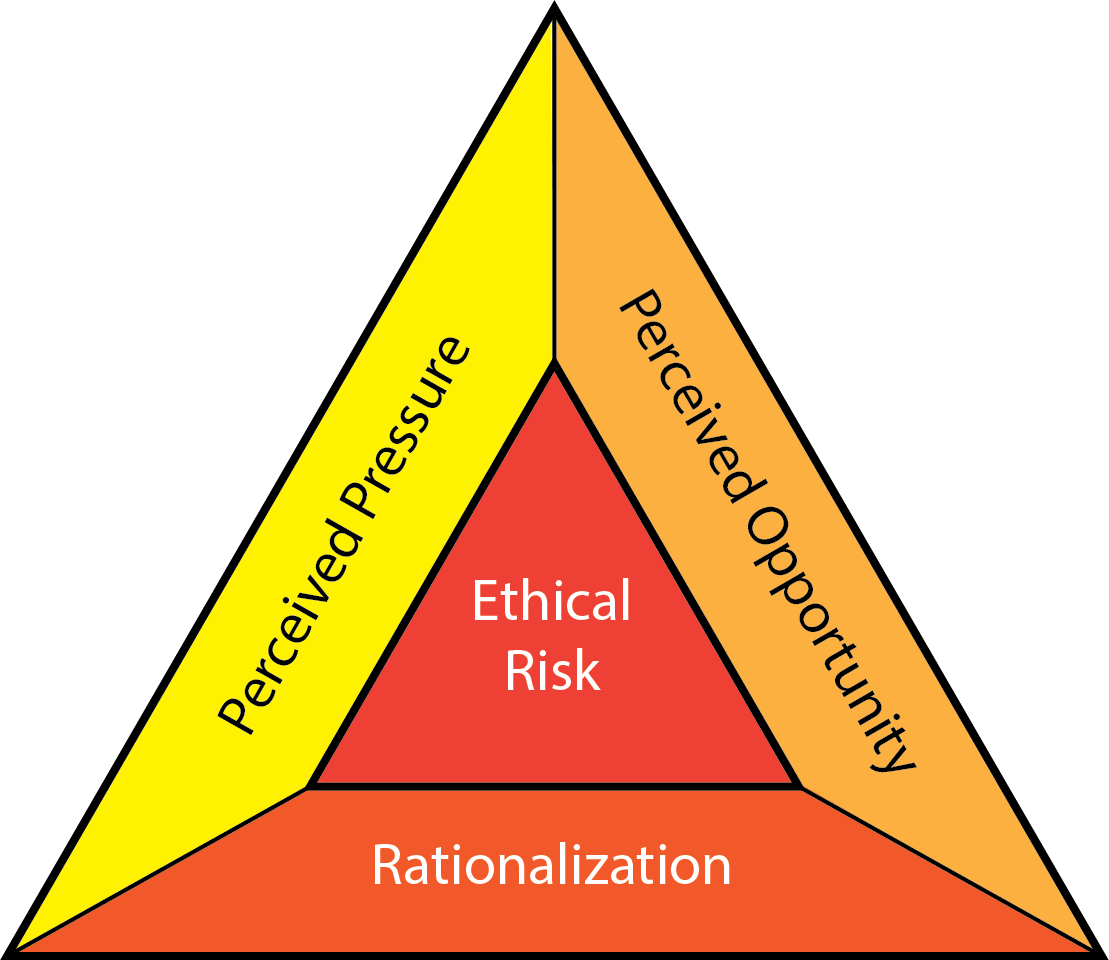 Perceived Pressure
Perceived Opportunity
Ethical
Risk
Rationalization